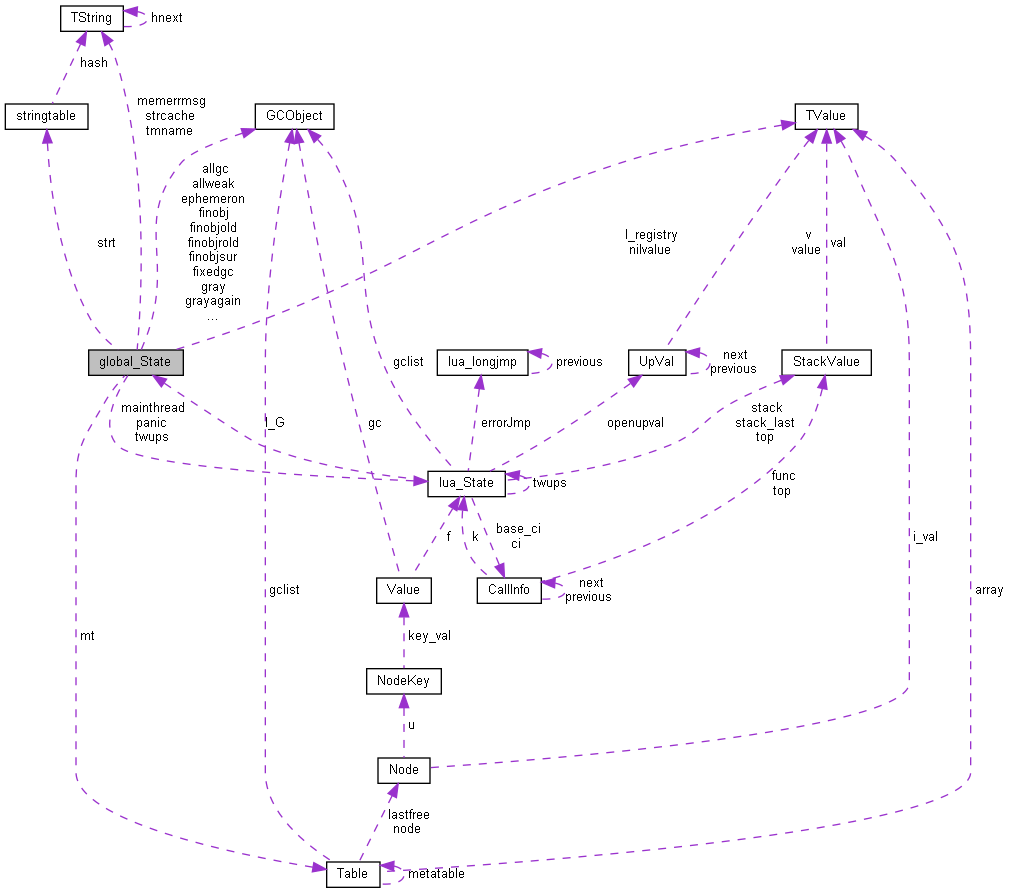 TString
hnext
hash
memerrmsg
strcache
tmname
stringtable
GCObject
TValue
allgc
allweak
ephemeron
finobj
finobjold
finobjrold
finobjsur
fixedgc
gray
grayagain
...
strt
l_registry
nilvalue
v
value
val
global_State
gclist
lua_longjmp
previous
UpVal
next
previous
StackValue
mainthread
panic
twups
l_G
gc
errorJmp
openupval
stack
stack_last
top
lua_State
twups
func
top
f
k
base_ci
ci
i_val
Value
CallInfo
next
previous
gclist
array
mt
key_val
NodeKey
u
Node
lastfree
node
Table
metatable